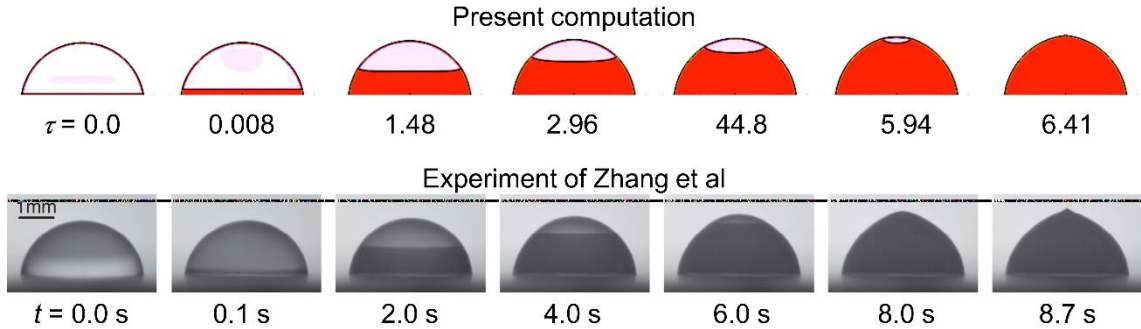 Present computation
τ = 0.0 0.008 1.48 2.96 44.8 5.94 6.41
Experiment of Zhang et al
1mm
t = 0.0 s 0.1 s 2.0 s 4.0 s 6.0 s 8.0 s 8.7 s